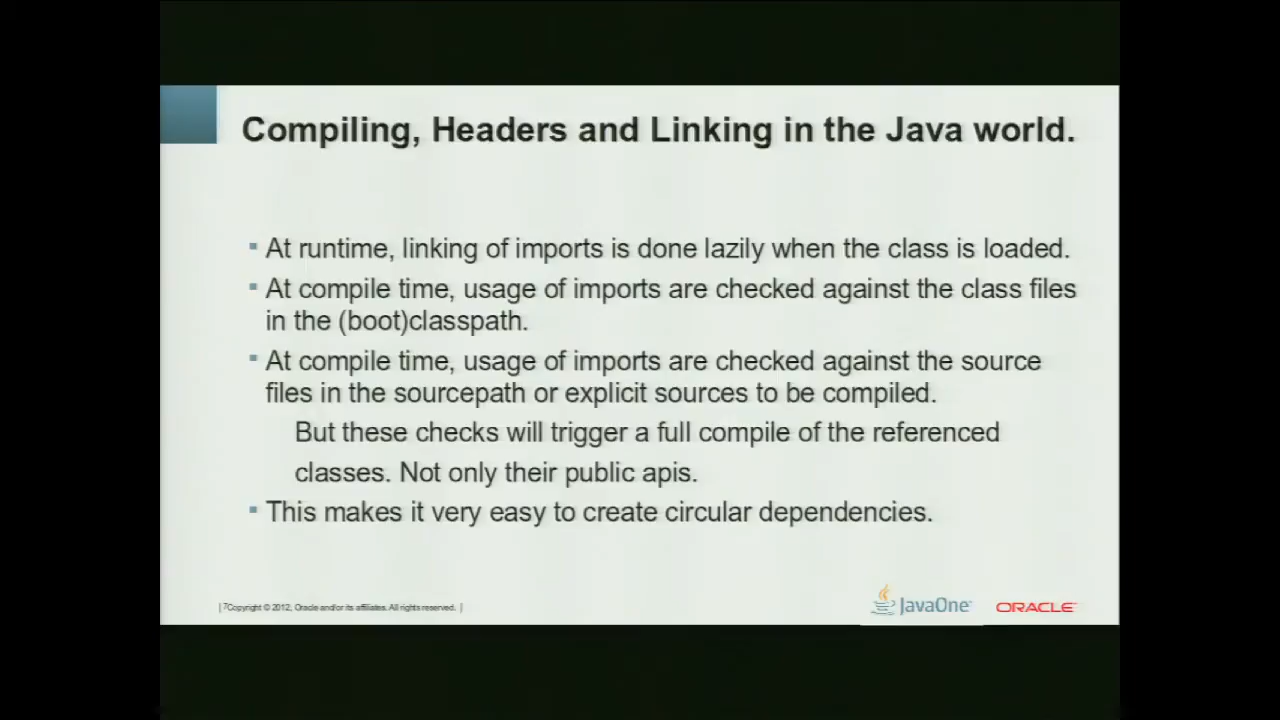 Compiling, Headers and Linking in the Java world.
At runtime, linking of imports is done lazily when the class is loaded.
At compile time, usage of imports are checked against the class files
in the (boot)classpath.
At compile time, usage of imports are checked against the source
files in the sourcepath or explicit sources to be compiled.
But these checks will trigger a full compile of the referenced
classes. Not only their public apis.
This makes it very easy to create circular dependencies.
| 7Copyright © 2012, Oracle and/or its affiliates. All rights reserved. |
JavaOne™ ORACLE®